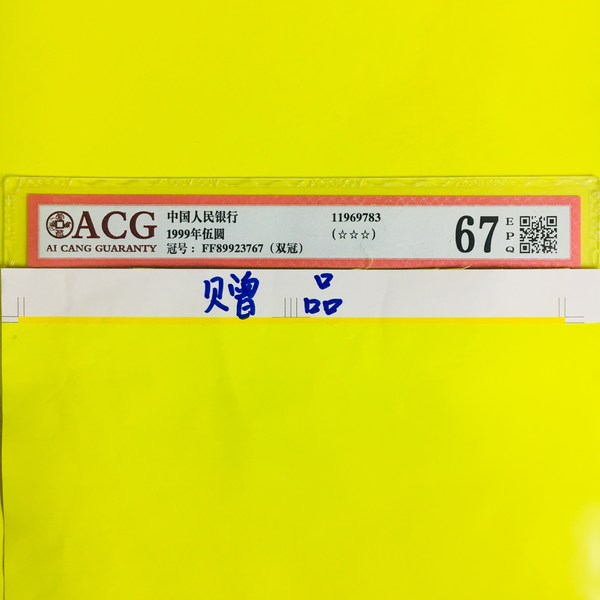 ACG
AI CANG GUARANTY
中国人民银行
1999年伍圆
冠号：FF89923767（双冠）
11969783
(☆☆☆)
67
EPQ
赠 品